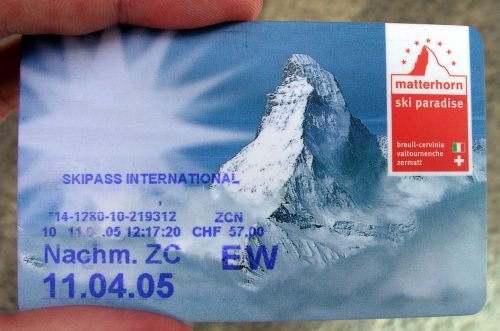 matterhorn
ski paradise
breuil-cervinia
valtournenche
zermatt
SKIPASS INTERNATIONAL
,
*14-1280-10-219312 ZCN
10 11.04.05 12:17:20 CHF 57.00
Nachm. ZC EW
11.04.05